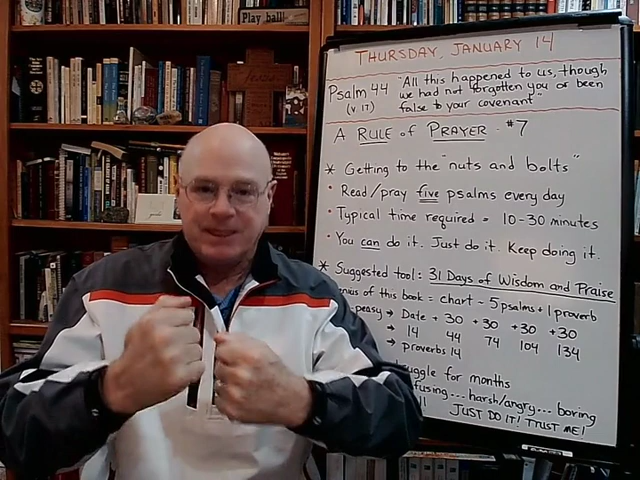 Play ball
THURSDAY, JANUARY 14
Psalm 44 "All this happened to us, though
(v 17) we had not forgotten you or been
false to your covenant"
A RULE of PRAYER - #7
* Getting to the "nuts and bolts"
• Read/pray five psalms every day
• Typical time required = 10-30 minutes
• You can do it. Just do it. Keep doing it.
* Suggested tool: 31 Days of Wisdom and Praise
of this book = chart ~ 5 psalms + 1 proverb
→ Date + 30 + 30 + 30 + 30
→ 14 44 74 104 134
→ proverbs 14
for months
harsh/angry... boring
JUST DO IT! TRUST ME!